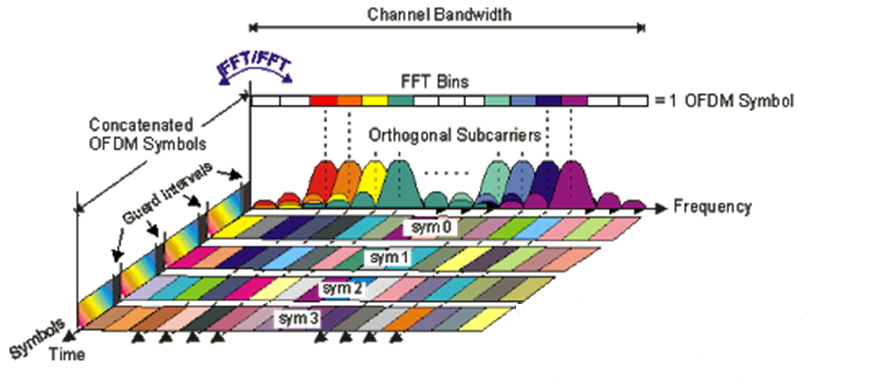 Channel Bandwidth
FFT/FFT
FFT Bins
= 1 OFDM Symbol
Concatenated
OFDM Symbols
Orthogonal Subcarriers
Guard Intervals
Frequency
sym 0
sym 1
sym 2
sym 3
Symbols
Time